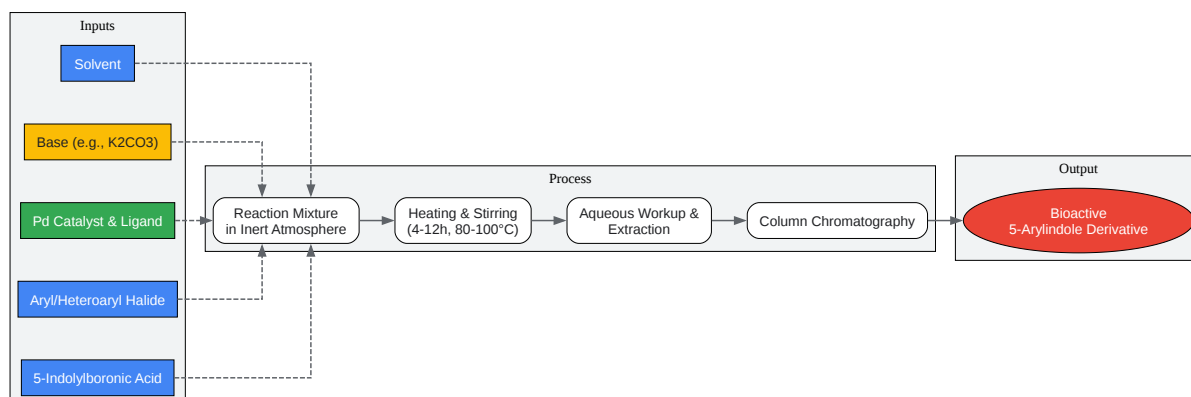 Inputs
Solvent
Base (e.g., K2CO3)
Pd Catalyst & Ligand
Aryl/Heteroaryl Halide
5-Indolylboronic Acid
Process
Reaction Mixture
in Inert Atmosphere
Heating & Stirring
(4-12h, 80-100°C)
Aqueous Workup &
Extraction
Column Chromatography
Output
Bioactive
5-Arylindole Derivative